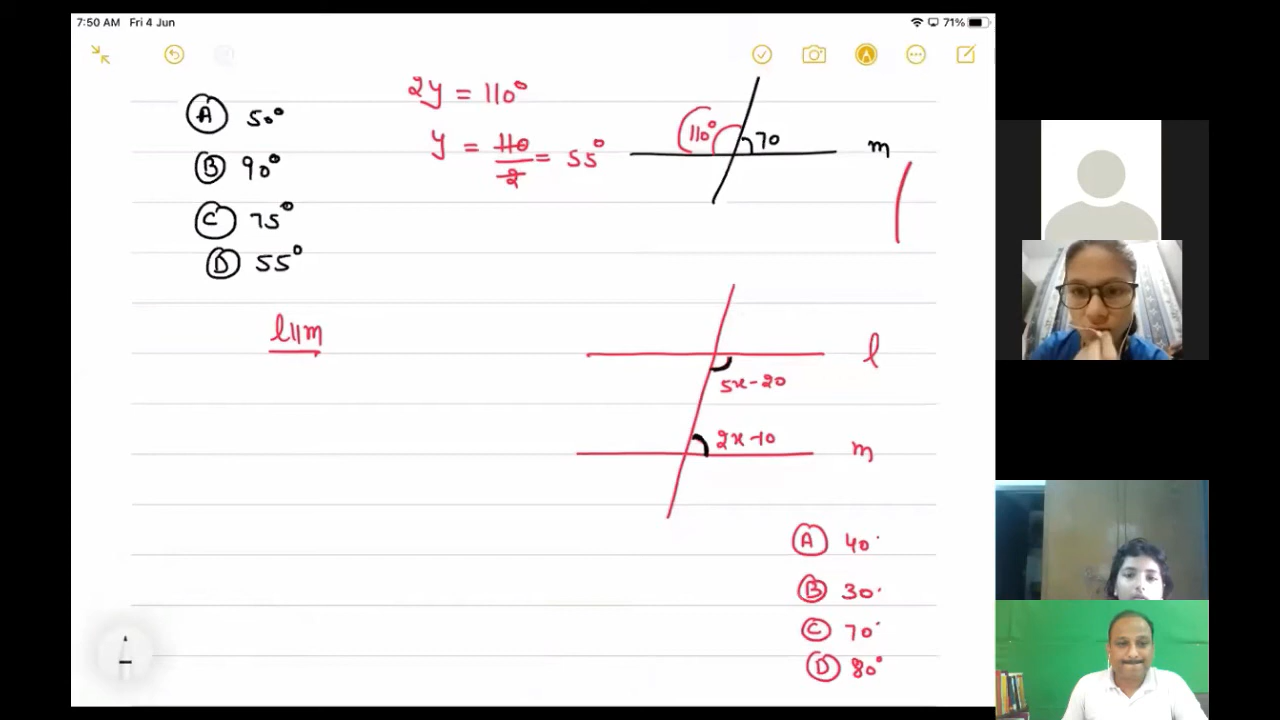 7:50 AM Fri 4 Jun
71%
A 50°
B 90°
C 75°
D 55°
2y = 110°
y = 110/2 = 55°
110°
70
m
l||m
l
5x-20
2x-10
m
A 40°
B 30°
C 70°
D 80°